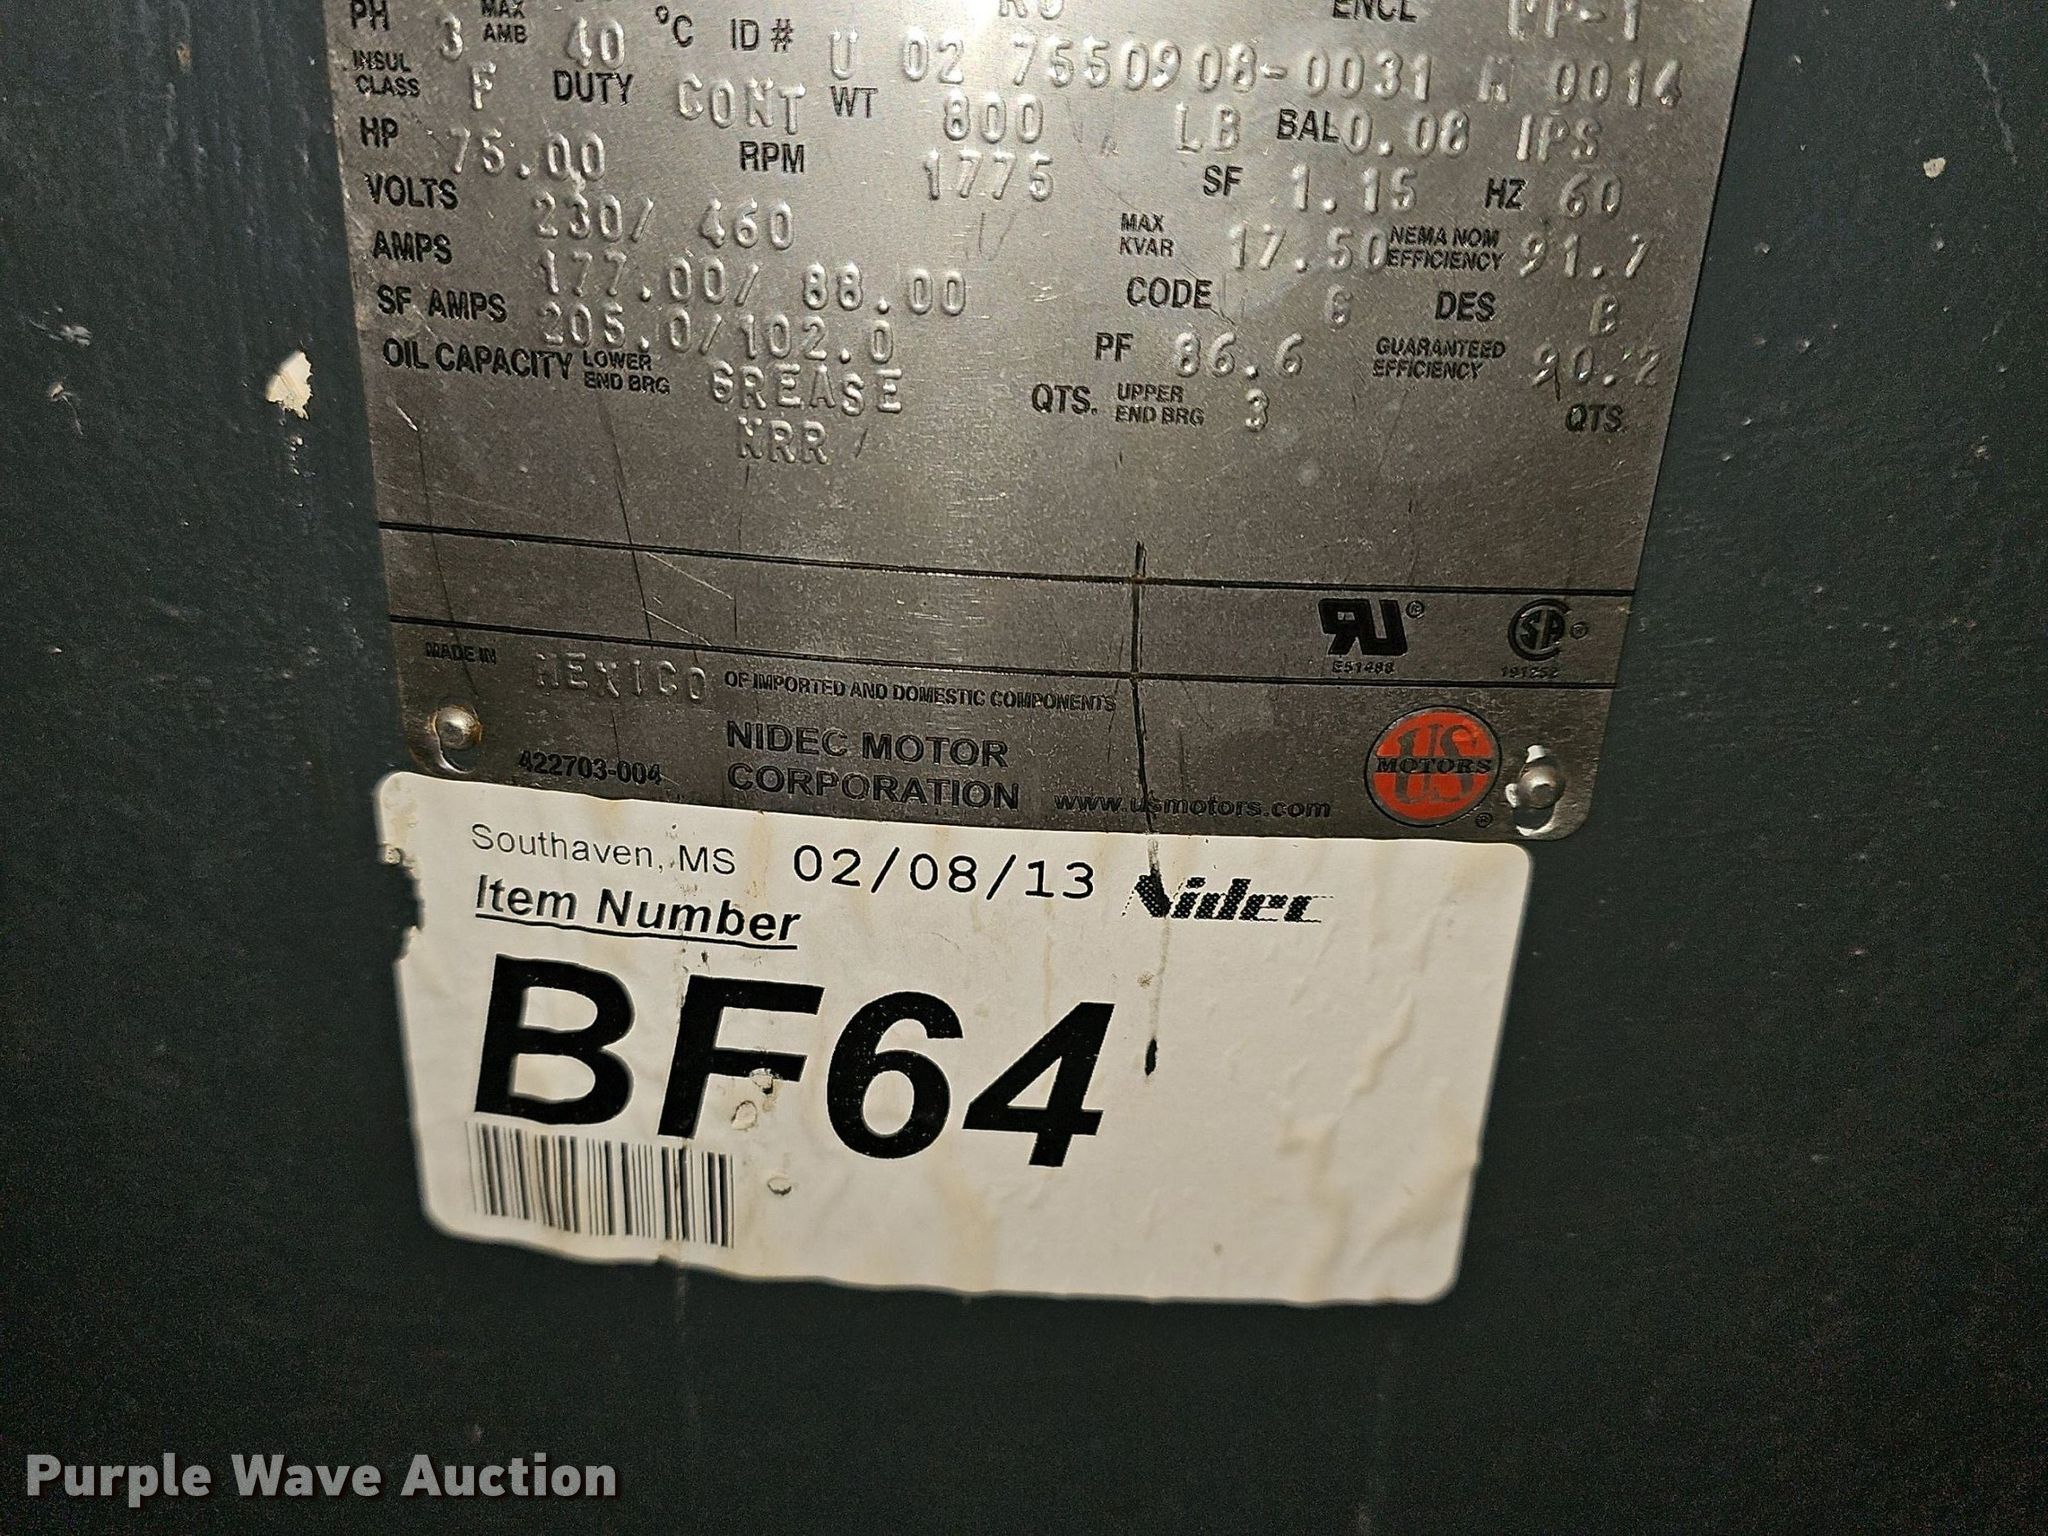 PH 3 MAX AMB 40 °C ID # U 02 7550908-0031 M 0014
ENCL
INSUL CLASS F DUTY CONT WT 800 LB BAL 0.08 IPS
HP 75.00 RPM 1775 SF 1.15 HZ 60
VOLTS 230/ 460 MAX KVAR 17.50 NEMA NOM EFFICIENCY 91.7
AMPS 177.00/ 88.00 CODE G DES B
SF AMPS 205.0/102.0 PF 86.6 GUARANTEED EFFICIENCY 90.2
OIL CAPACITY LOWER END BRG GREASE QTS. UPPER END BRG 3 QTS.
NRR
E51488
191252
MADE IN MEXICO OF IMPORTED AND DOMESTIC COMPONENTS
NIDEC MOTOR
422703-004 CORPORATION www.usmotors.com
US MOTORS
Southaven, MS 02/08/13 Nidec
Item Number
BF64
Purple Wave Auction